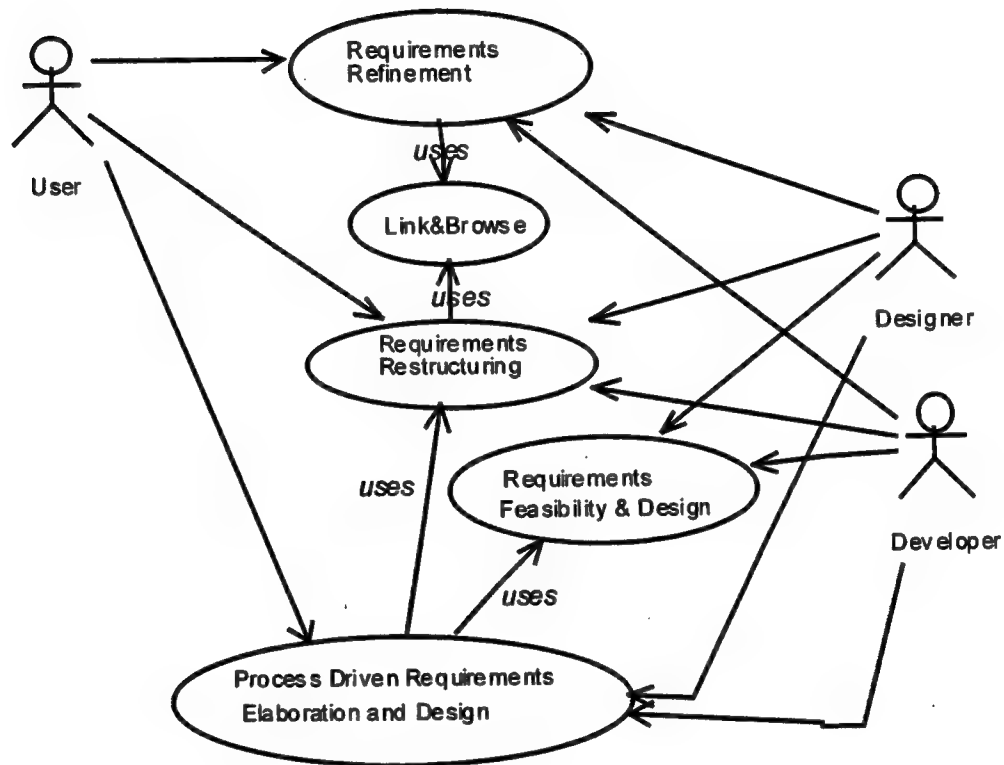 Requirements
Refinement
uses
User
Link&Browse
uses
Designer
Requirements
Restructuring
uses
Requirements
Feasibility & Design
Developer
uses
Process Driven Requirements
Elaboration and Design